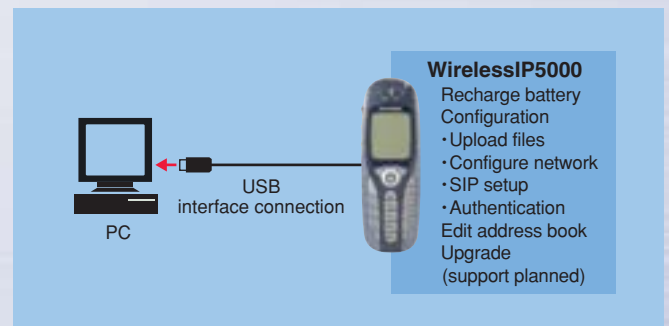 PC
USB
interface connection
WirelessIP5000
Recharge battery
Configuration
・Upload files
・Configure network
・SIP setup
・Authentication
Edit address book
Upgrade
(support planned)